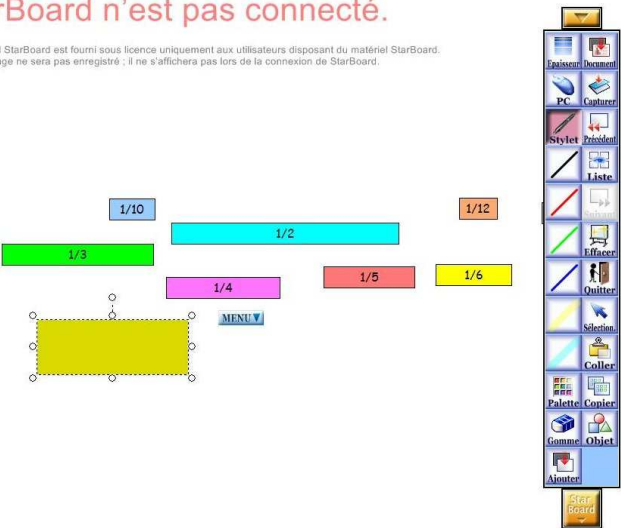 rBoard n'est pas connecté.
l StarBoard est fourni sous licence uniquement aux utilisateurs disposant du matériel StarBoard.
ge ne sera pas enregistré ; il ne s'affichera pas lors de la connexion de StarBoard.
Epaisseur Document
PC Capturer
Stylet Précédent
Liste
Suivant
Effacer
Quitter
Sélection.
Coller
Palette Copier
Gomme Objet
Ajouter
Star
Board
1/10
1/12
1/2
1/3
1/4
1/5
1/6
MENU